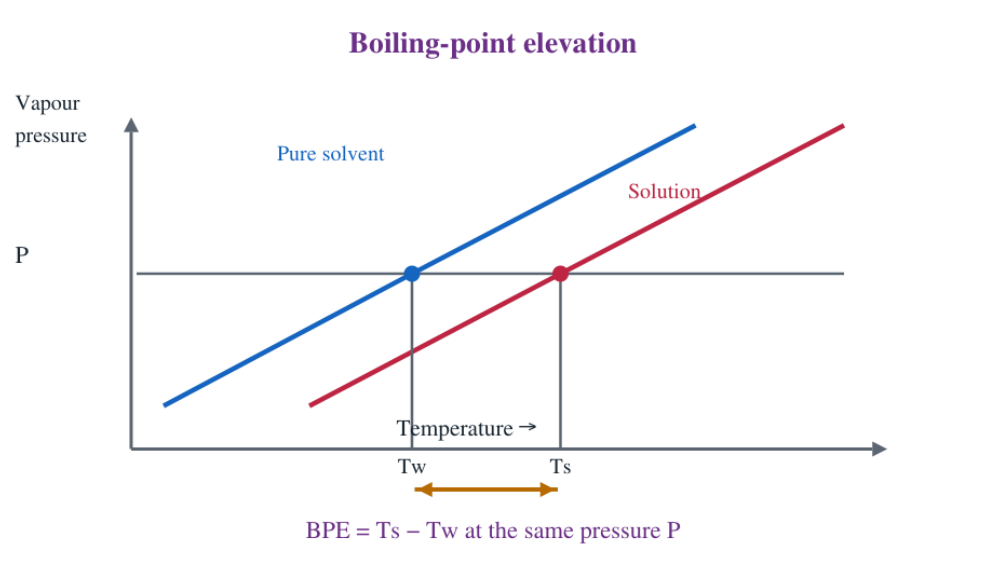 Boiling-point elevation
Vapour
pressure
Pure solvent
Solution
P
Temperature →
Tw
Ts
BPE = Ts − Tw at the same pressure P